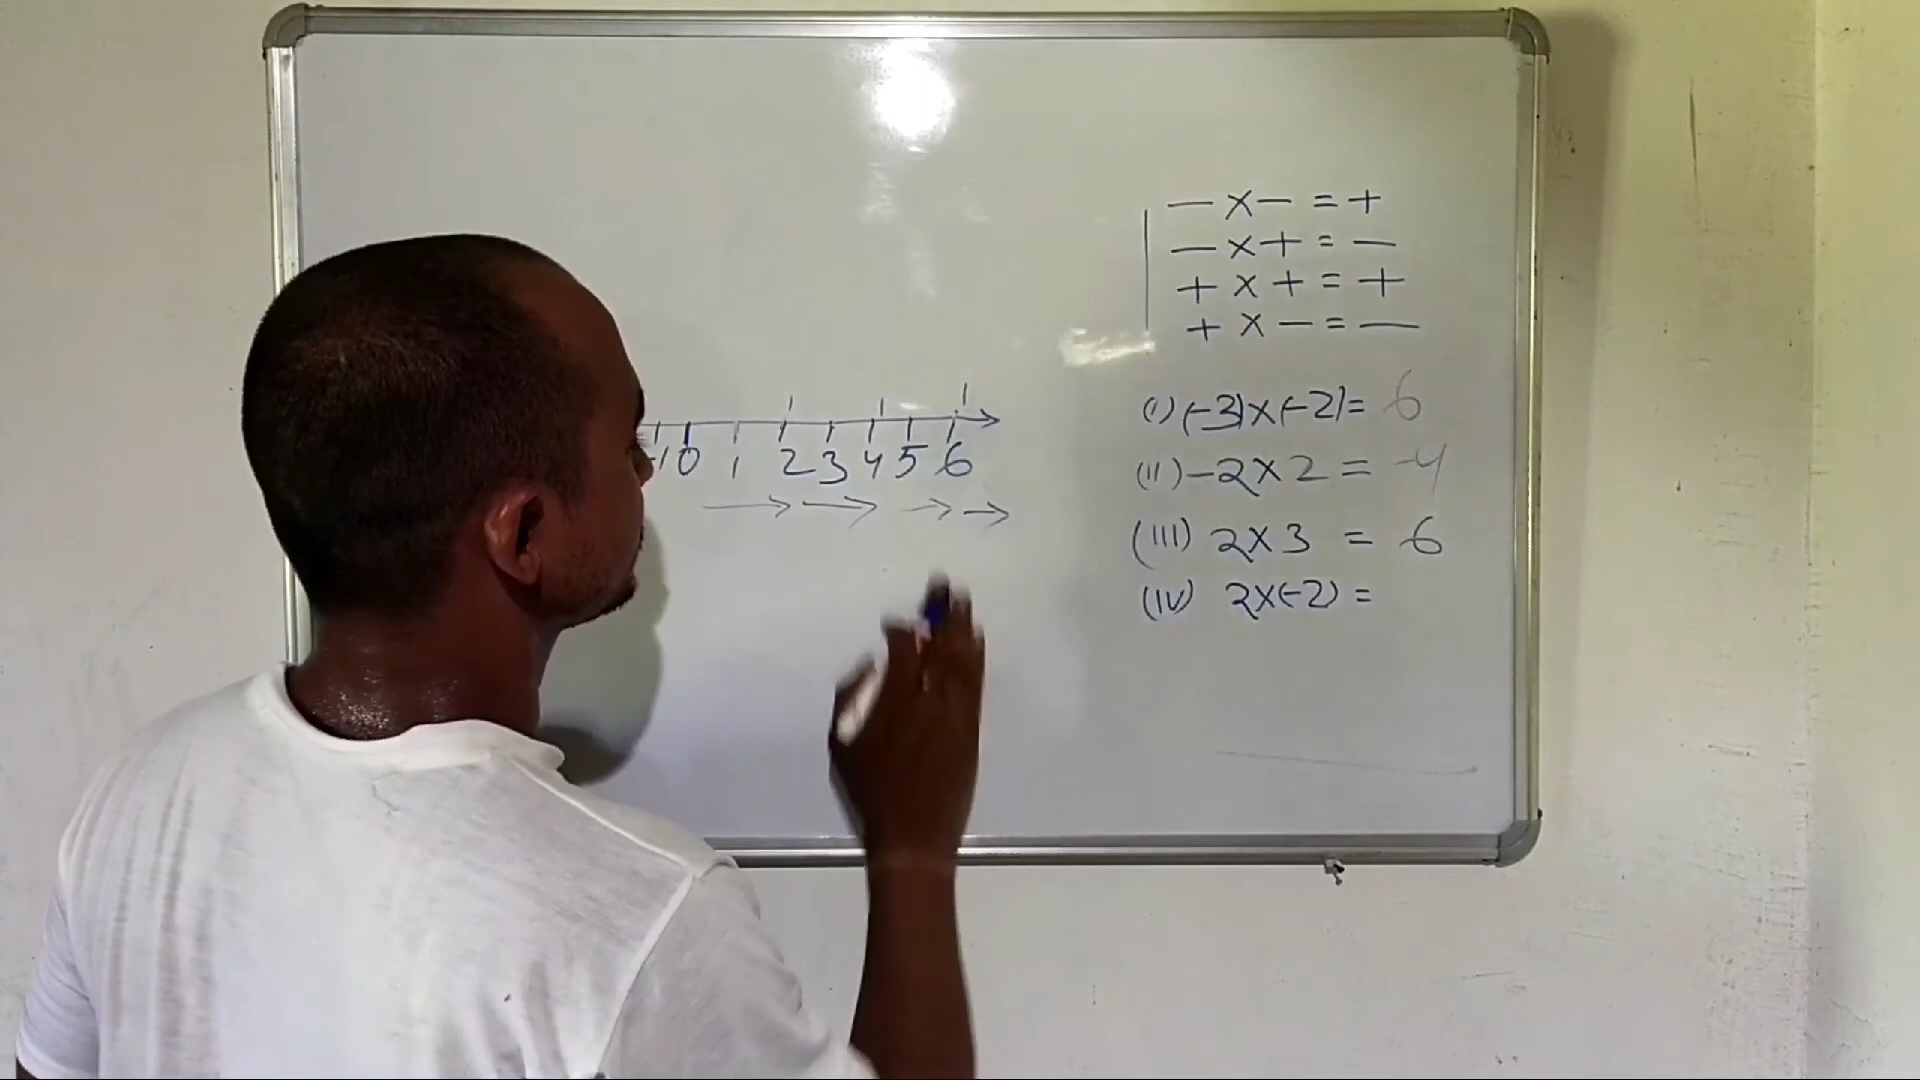 − × − = +
− × + = −
+ × + = +
+ × − = −
-1 0 1 2 3 4 5 6
(i) (-3) × (-2) = 6
(ii) -2 × 2 = -4
(iii) 2 × 3 = 6
(iv) 2 × (-2) =